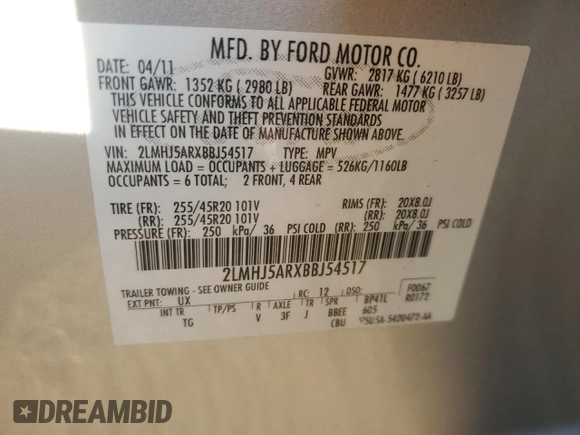 MFD. BY FORD MOTOR CO.
DATE: 04/11
GVWR: 2817 KG ( 6210 LB)
FRONT GAWR: 1352 KG ( 2980 LB)
REAR GAWR: 1477 KG ( 3257 LB)
THIS VEHICLE CONFORMS TO ALL APPLICABLE FEDERAL MOTOR
VEHICLE SAFETY AND THEFT PREVENTION STANDARDS
IN EFFECT ON THE DATE OF MANUFACTURE SHOWN ABOVE.
VIN: 2LMHJ5ARXBBJ54517 TYPE: MPV
MAXIMUM LOAD = OCCUPANTS + LUGGAGE = 526KG/1160LB
OCCUPANTS = 6 TOTAL; 2 FRONT, 4 REAR
TIRE (FR): 255/45R20 101V RIMS (FR): 20X8.0J
(RR): 255/45R20 101V (RR): 20X8.0J
PRESSURE (FR): 250 kPa/ 36 PSI COLD (RR): 250 kPa/ 36 PSI COLD
2LMHJ5ARXBBJ54517
TRAILER TOWING - SEE OWNER GUIDE RC: 12 DSO:
F0067
R0172
EXT PNT: UX
INT TR TP/PS R AXLE TR SPR BP41L
TG V 3F J BBEE 605
CBU 5U5A-5420472-AA
DREAMBID